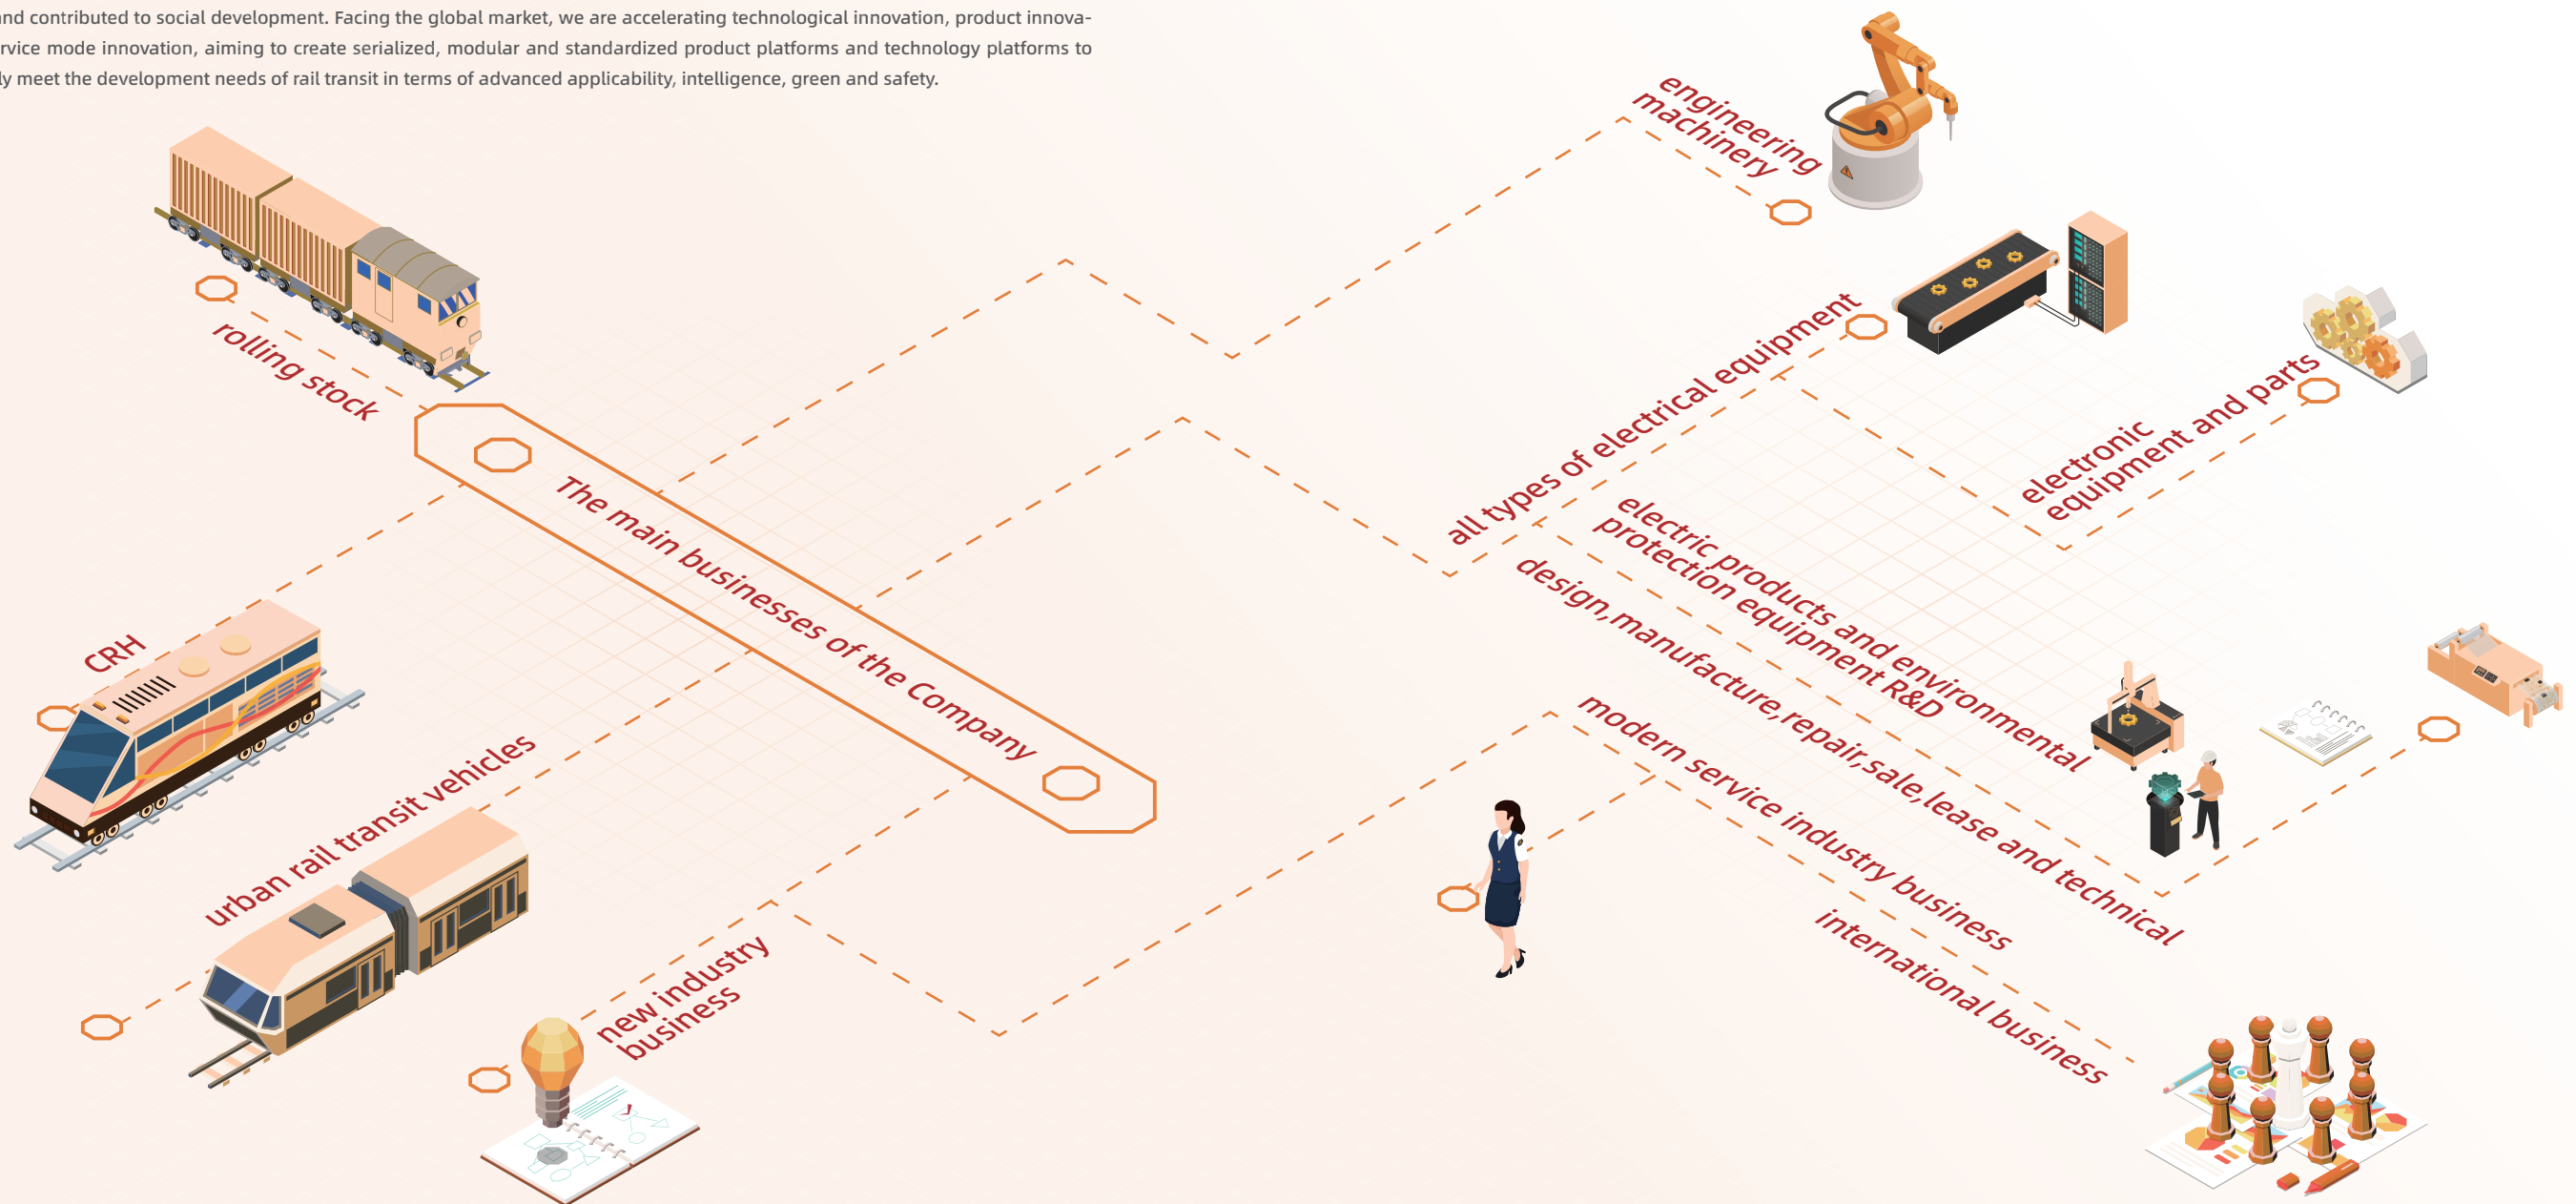 nd contributed to social development. Facing the global market, we are accelerating technological innovation, product innova-
rvice mode innovation, aiming to create serialized, modular and standardized product platforms and technology platforms to
ly meet the development needs of rail transit in terms of advanced applicability, intelligence, green and safety.
engineering
machinery
rolling stock
all types of electrical equipment
electronic
equipment and parts
The main businesses of the Company
electric products and environmental
protection equipment R&D
design,manufacture,repair,sale,lease and technical
CRH
urban rail transit vehicles
modern service industry business
new industry
business
international business